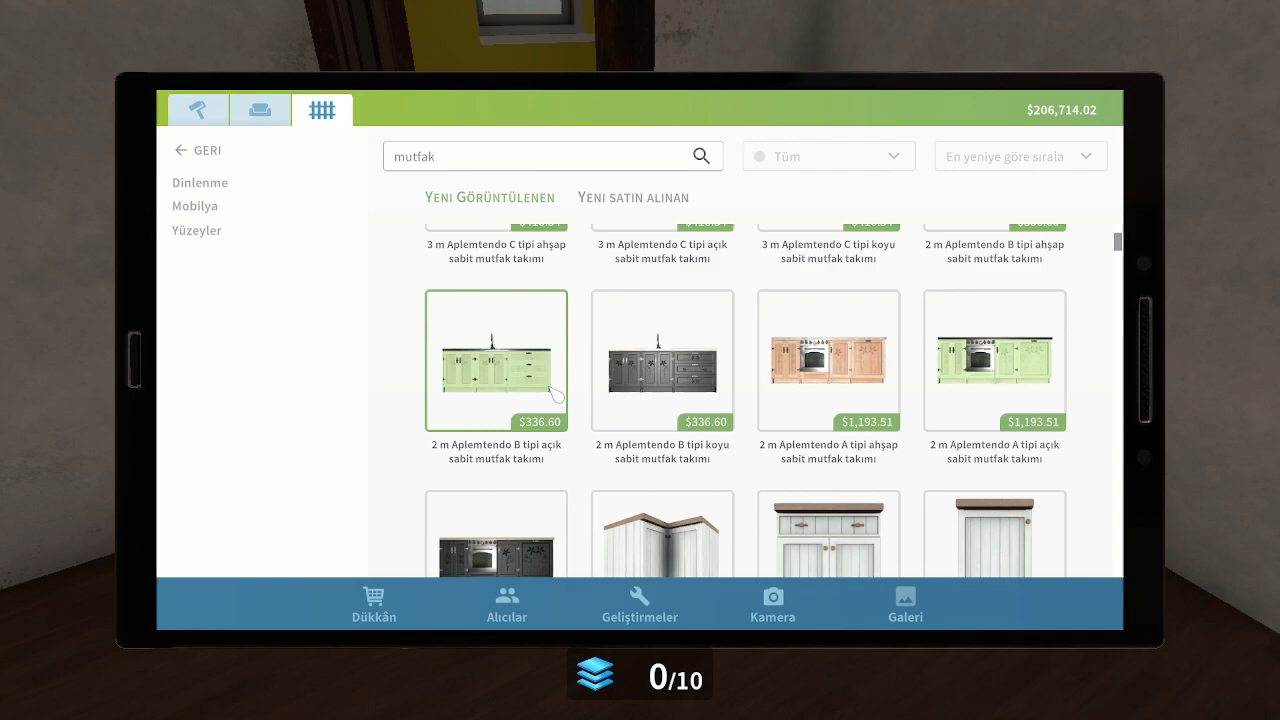 $206,714.02
GERI
mutfak
Tüm
En yeniye göre sırala
Dinlenme
Mobilya
Yüzeyler
YENI GÖRÜNTÜLENEN
YENI SATIN ALINAN
3 m Aplemtendo C tipi ahşap
sabit mutfak takımı
3 m Aplemtendo C tipi açık
sabit mutfak takımı
3 m Aplemtendo C tipi koyu
sabit mutfak takımı
2 m Aplemtendo B tipi ahşap
sabit mutfak takımı
$336.60
$336.60
$1,193.51
$1,193.51
2 m Aplemtendo B tipi açık
sabit mutfak takımı
2 m Aplemtendo B tipi koyu
sabit mutfak takımı
2 m Aplemtendo A tipi ahşap
sabit mutfak takımı
2 m Aplemtendo A tipi açık
sabit mutfak takımı
Dükkân
Alıcılar
Geliştirmeler
Kamera
Galeri
0/10